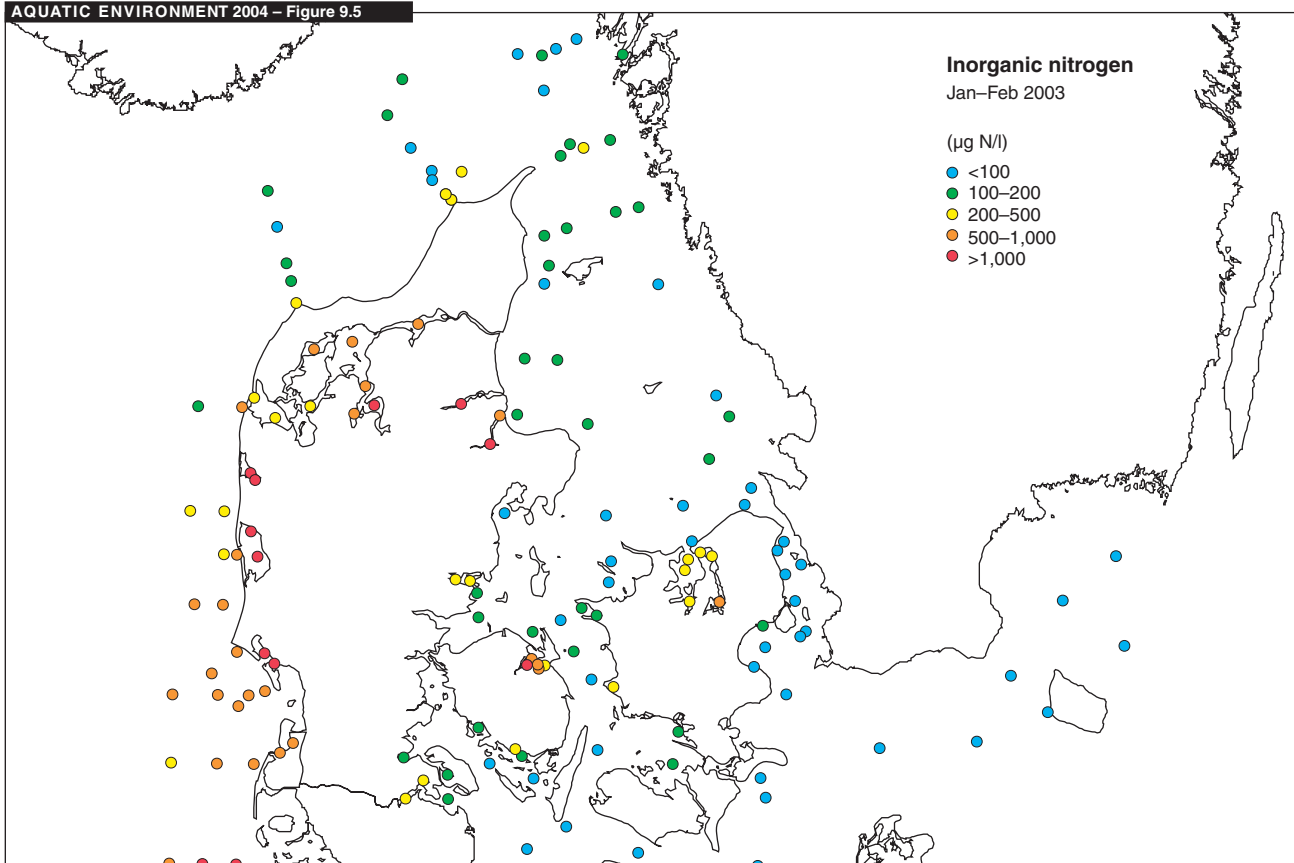 AQUATIC ENVIRONMENT 2004 – Figure 9.5
Inorganic nitrogen
Jan–Feb 2003
(µg N/l)
<100
100–200
200–500
500–1,000
>1,000